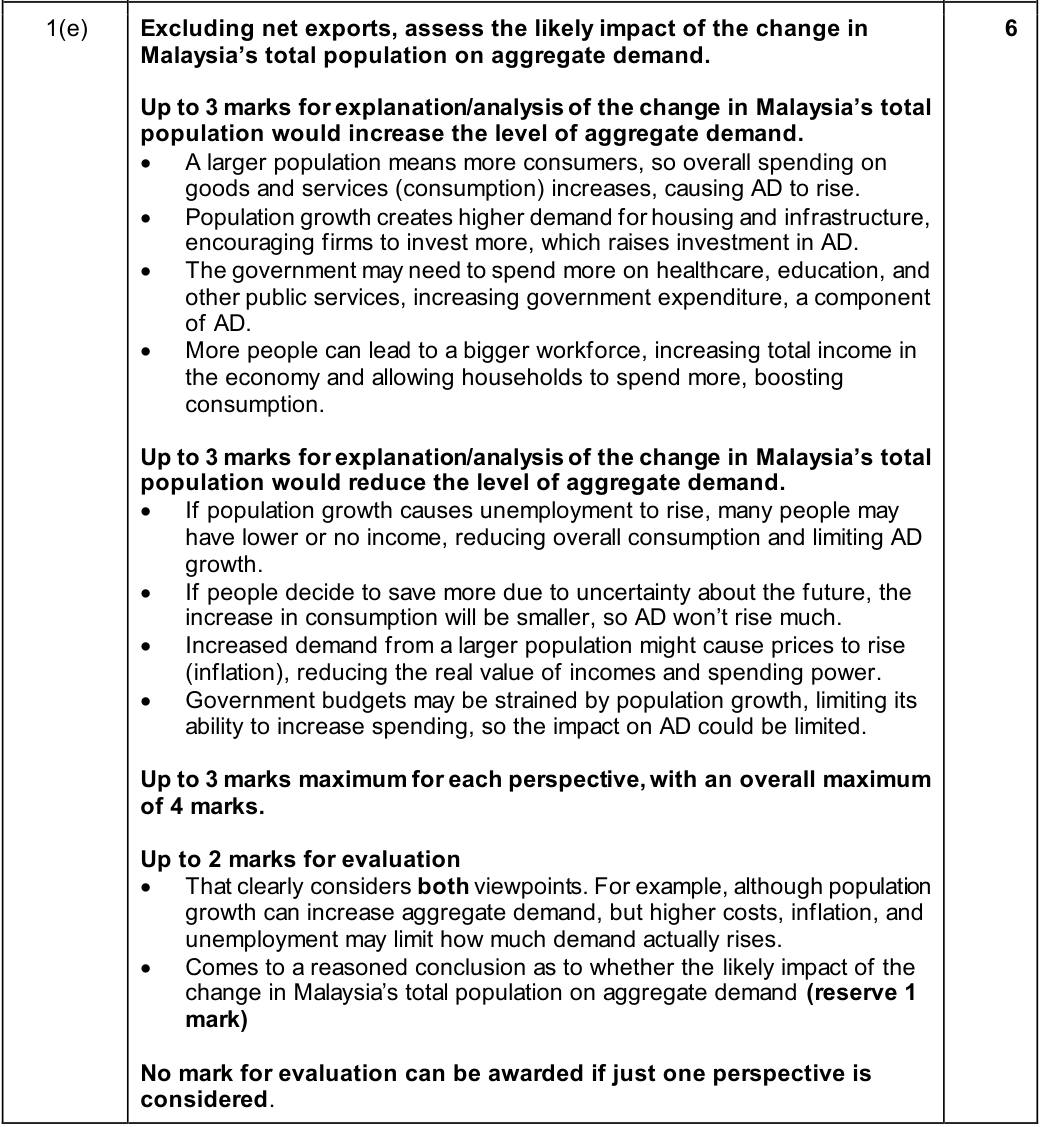 1(e)
Excluding net exports, assess the likely impact of the change in
Malaysia's total population on aggregate demand.
6
Up to 3 marks for explanation/analysis of the change in Malaysia's total
population would increase the level of aggregate demand.
• A larger population means more consumers, so overall spending on
goods and services (consumption) increases, causing AD to rise.
• Population growth creates higher demand for housing and infrastructure,
encouraging firms to invest more, which raises investment in AD.
• The government may need to spend more on healthcare, education, and
other public services, increasing government expenditure, a component
of AD.
• More people can lead to a bigger workforce, increasing total income in
the economy and allowing households to spend more, boosting
consumption.
Up to 3 marks for explanation/analysis of the change in Malaysia's total
population would reduce the level of aggregate demand.
• If population growth causes unemployment to rise, many people may
have lower or no income, reducing overall consumption and limiting AD
growth.
• If people decide to save more due to uncertainty about the future, the
increase in consumption will be smaller, so AD won't rise much.
• Increased demand from a larger population might cause prices to rise
(inflation), reducing the real value of incomes and spending power.
• Government budgets may be strained by population growth, limiting its
ability to increase spending, so the impact on AD could be limited.
Up to 3 marks maximum for each perspective, with an overall maximum
of 4 marks.
Up to 2 marks for evaluation
• That clearly considers both viewpoints. For example, although population
growth can increase aggregate demand, but higher costs, inflation, and
unemployment may limit how much demand actually rises.
• Comes to a reasoned conclusion as to whether the likely impact of the
change in Malaysia's total population on aggregate demand (reserve 1
mark)
No mark for evaluation can be awarded if just one perspective is
considered.